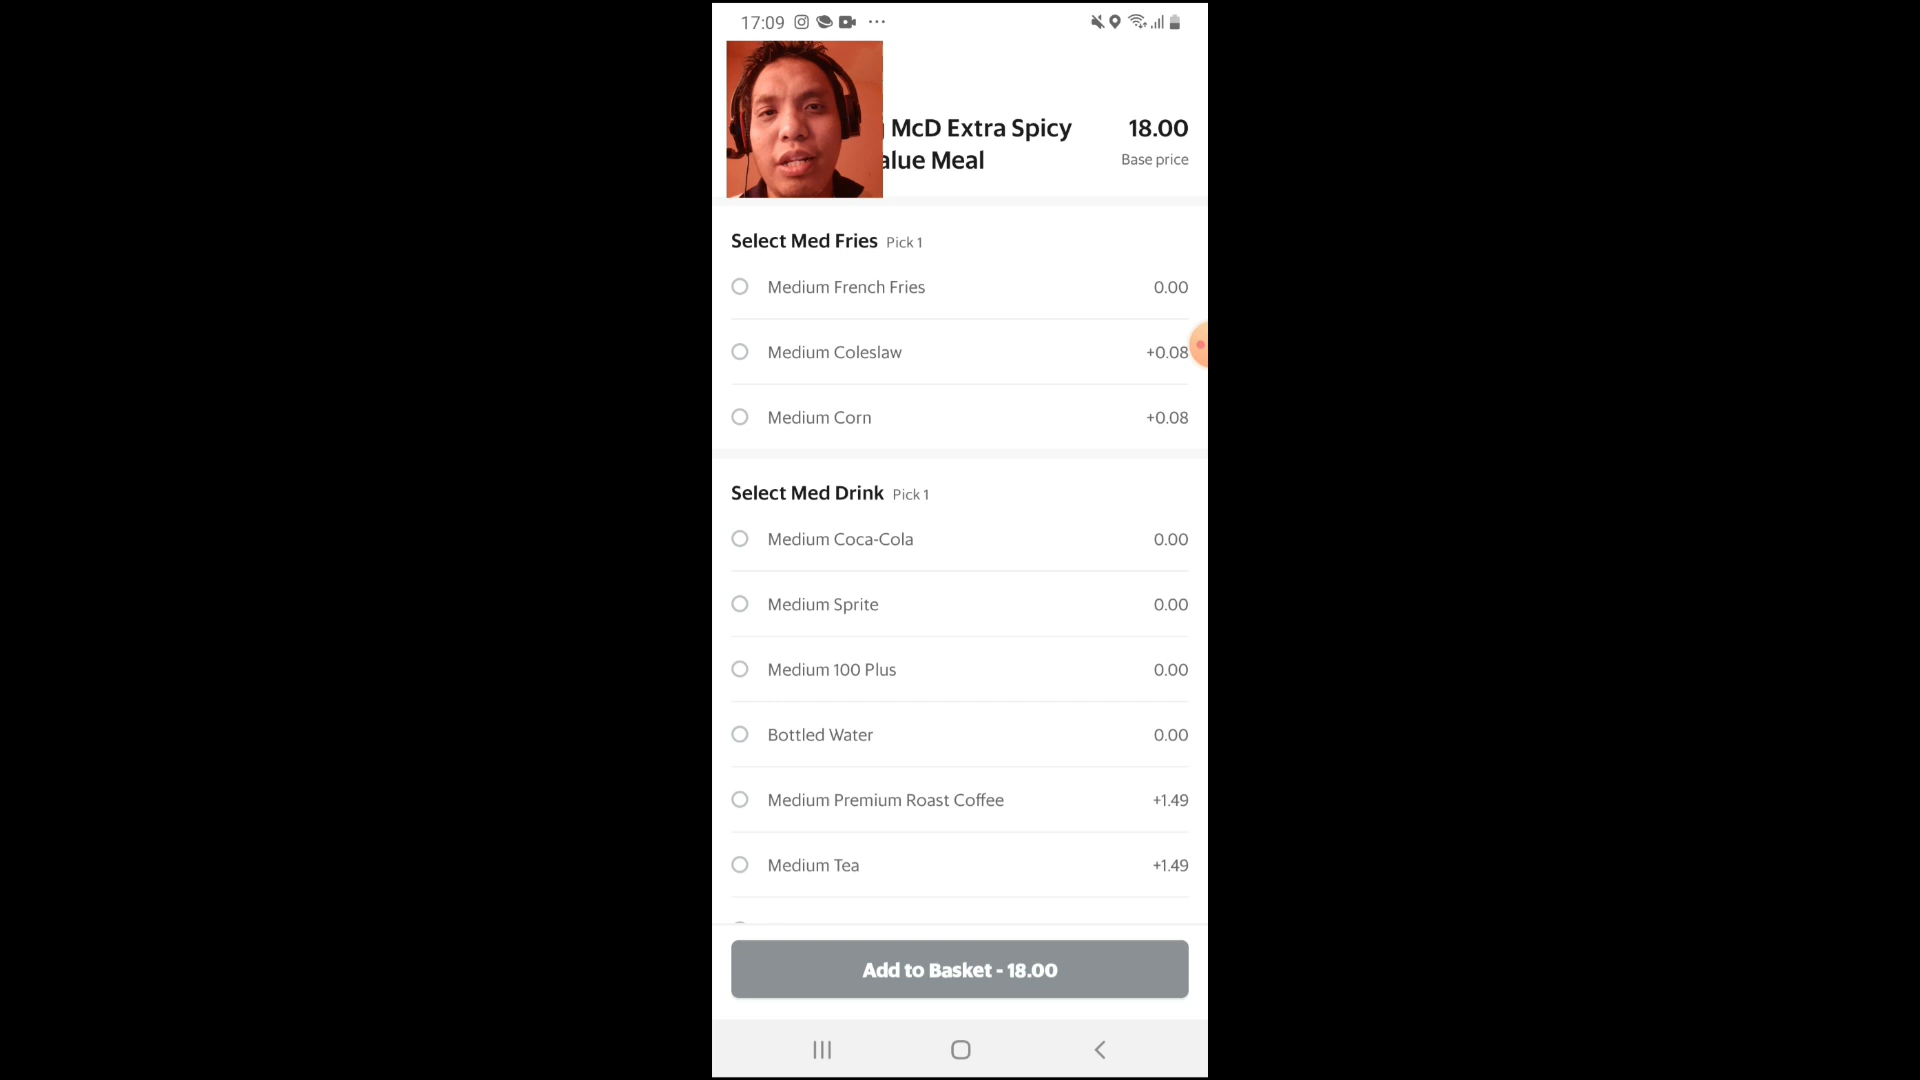 17:09
McD Extra Spicy 18.00
Meal Base price
Select Med Fries Pick 1
Medium French Fries 0.00
Medium Coleslaw +0.08
Medium Corn +0.08
Select Med Drink Pick 1
Medium Coca-Cola 0.00
Medium Sprite 0.00
Medium 100 Plus 0.00
Bottled Water 0.00
Medium Premium Roast Coffee +1.49
Medium Tea +1.49
Add to Basket - 18.00